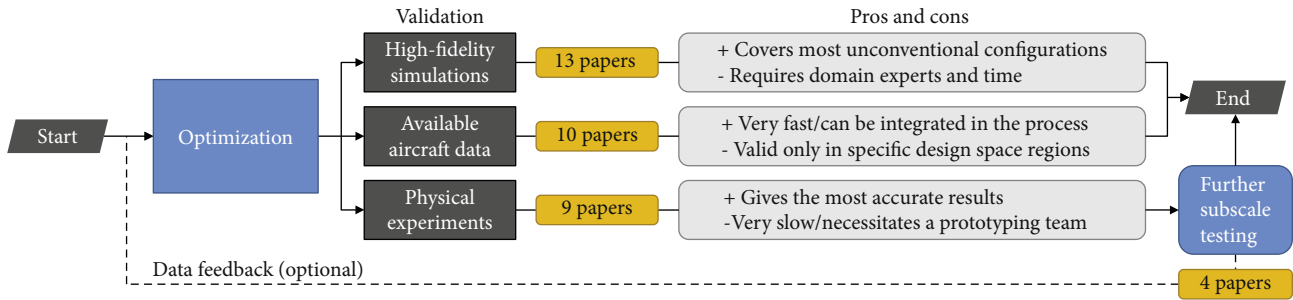 Validation
Pros and cons
Start
Optimization
High-fidelity
simulations
13 papers
+ Covers most unconventional configurations
- Requires domain experts and time
End
Available
aircraft data
10 papers
+ Very fast/can be integrated in the process
- Valid only in specific design space regions
Physical
experiments
9 papers
+ Gives the most accurate results
-Very slow/necessitates a prototyping team
Further
subscale
testing
Data feedback (optional)
4 papers